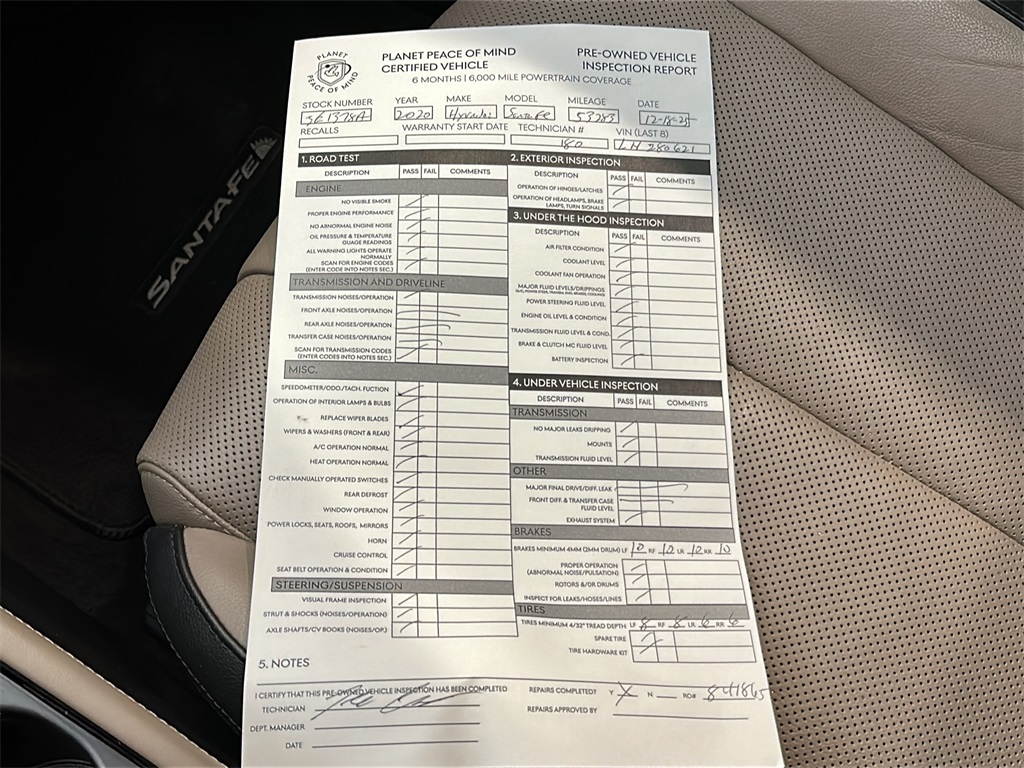 PLANET
PEACE OF MIND
PLANET PEACE OF MIND
CERTIFIED VEHICLE
PRE-OWNED VEHICLE
INSPECTION REPORT
6 MONTHS | 6,000 MILE POWERTRAIN COVERAGE
STOCK NUMBER YEAR MAKE MODEL MILEAGE DATE
2020 Hyundai Santa Fe 53283 12-18-25
RECALLS WARRANTY START DATE TECHNICIAN # VIN (LAST 8)
180 LH 280621
1. ROAD TEST
DESCRIPTION PASS FAIL COMMENTS
ENGINE
NO VISIBLE SMOKE
PROPER ENGINE PERFORMANCE
NO ABNORMAL ENGINE NOISE
OIL PRESSURE & TEMPERATURE
GUAGE READINGS
ALL WARNING LIGHTS OPERATE
NORMALLY
SCAN FOR ENGINE CODES
(ENTER CODE INTO NOTES SEC.)
TRANSMISSION AND DRIVELINE
TRANSMISSION NOISES/OPERATION
FRONT AXLE NOISES/OPERATION
REAR AXLE NOISES/OPERATION
TRANSFER CASE NOISES/OPERATION
SCAN FOR TRANSMISSION CODES
(ENTER CODES INTO NOTES SEC.)
MISC.
SPEEDOMETER/ODO./TACH. FUCTION
OPERATION OF INTERIOR LAMPS & BULBS
REPLACE WIPER BLADES
WIPERS & WASHERS (FRONT & REAR)
A/C OPERATION NORMAL
HEAT OPERATION NORMAL
CHECK MANUALLY OPERATED SWITCHES
REAR DEFROST
WINDOW OPERATION
POWER LOCKS, SEATS, ROOFS, MIRRORS
HORN
CRUISE CONTROL
SEAT BELT OPERATION & CONDITION
STEERING/SUSPENSION
VISUAL FRAME INSPECTION
STRUT & SHOCKS (NOISES/OPERATION)
AXLE SHAFTS/CV BOOKS (NOISES/OP.)
2. EXTERIOR INSPECTION
DESCRIPTION PASS FAIL COMMENTS
OPERATION OF HINGES/LATCHES
OPERATION OF HEADLAMPS, BRAKE
LAMPS, TURN SIGNALS
3. UNDER THE HOOD INSPECTION
DESCRIPTION PASS FAIL COMMENTS
AIR FILTER CONDITION
COOLANT LEVEL
COOLANT FAN OPERATION
MAJOR FLUID LEVELS/DRIPPINGS
POWER STEERING FLUID LEVEL
ENGINE OIL LEVEL & CONDITION
TRANSMISSION FLUID LEVEL & COND.
BRAKE & CLUTCH MC FLUID LEVEL
BATTERY INSPECTION
4. UNDER VEHICLE INSPECTION
DESCRIPTION PASS FAIL COMMENTS
TRANSMISSION
NO MAJOR LEAKS DRIPPING
MOUNTS
TRANSMISSION FLUID LEVEL
OTHER
MAJOR FINAL DRIVE/DIFF. LEAK
FRONT DIFF. & TRANSFER CASE
FLUID LEVEL
EXHAUST SYSTEM
BRAKES
BRAKES MINIMUM 4MM (2MM DRUM) LF 10 RF 10 LR 10 RR 10
PROPER OPERATION
(ABNORMAL NOISE/PULSATION)
ROTORS &/OR DRUMS
INSPECT FOR LEAKS/HOSES/LINES
TIRES
TIRES MINIMUM 4/32" TREAD DEPTH LF 8 RF 8 LR 6 RR 6
SPARE TIRE
TIRE HARDWARE KIT
5. NOTES
I CERTIFY THAT THIS PRE-OWNED VEHICLE INSPECTION HAS BEEN COMPLETED
TECHNICIAN
DEPT. MANAGER
DATE
REPAIRS COMPLETED? Y X N RO# 841865
REPAIRS APPROVED BY
SANTA FE